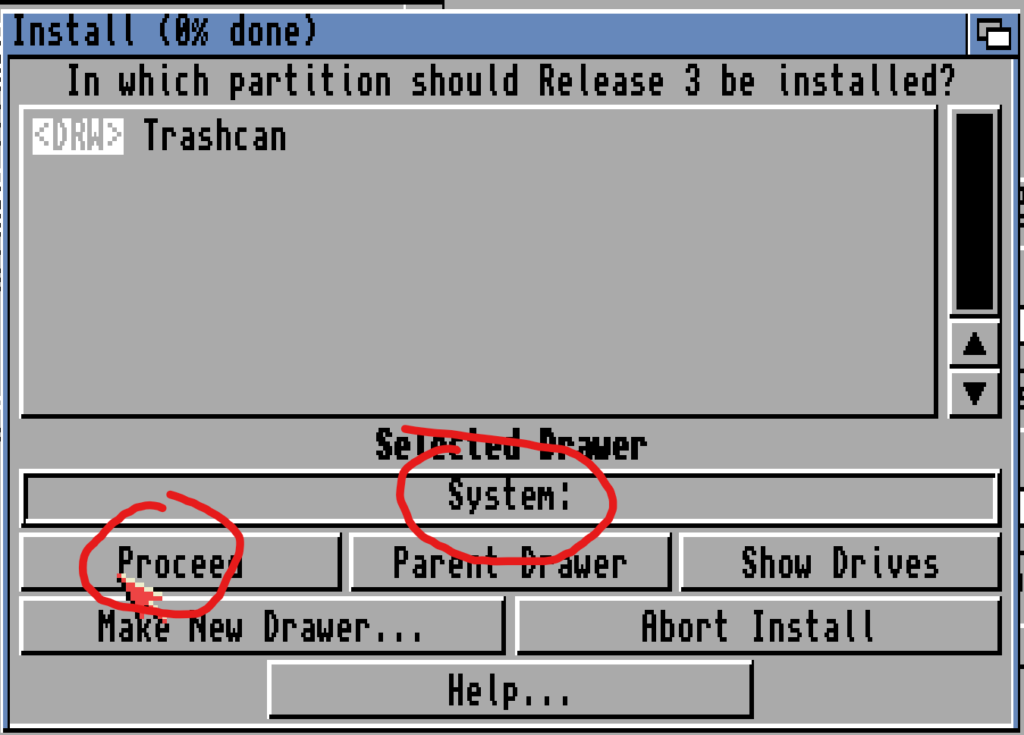 Install (0% done)
In which partition should Release 3 be installed?
<DRW> Trashcan
Selected Drawer
System:
Proceed Parent Drawer Show Drives
Make New Drawer... Abort Install
Help...